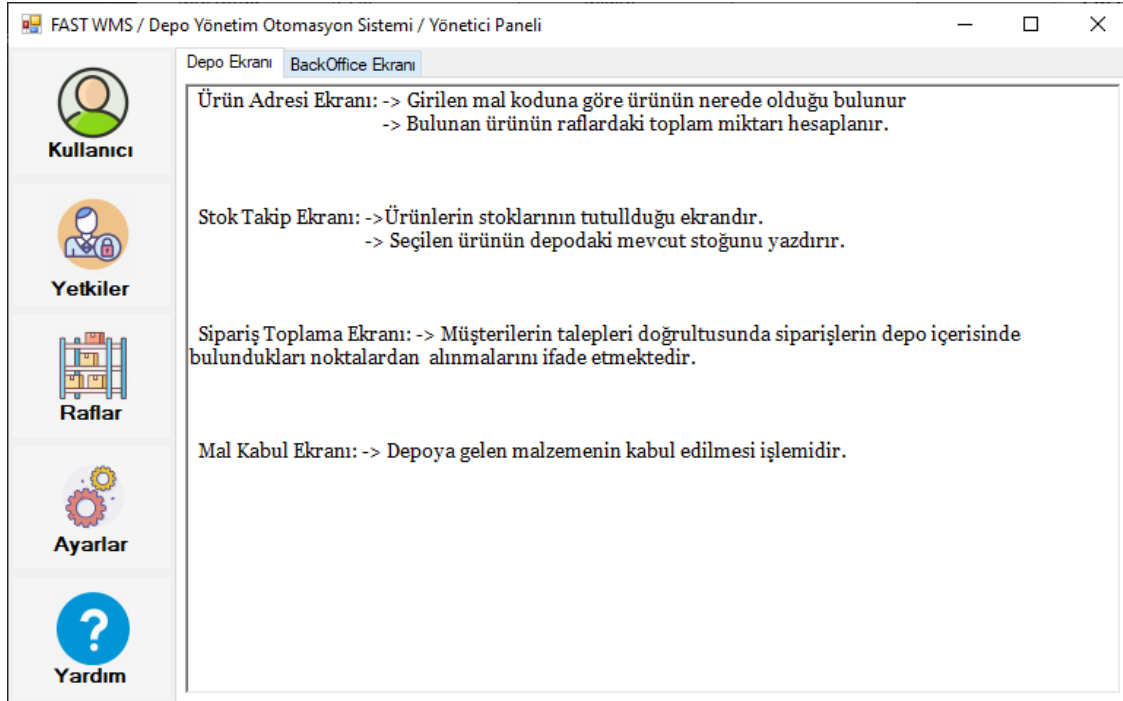 FAST WMS / Depo Yönetim Otomasyon Sistemi / Yönetici Paneli
Kullanıcı
Yetkiler
Raflar
Ayarlar
?
Yardım
Depo Ekranı BackOffice Ekranı
Ürün Adresi Ekranı: -> Girilen mal koduna göre ürünün nerede olduğu bulunur
-> Bulunan ürünün raflardaki toplam miktarı hesaplanır.
Stok Takip Ekranı: ->Ürünlerin stoklarının tutullduğu ekrandır.
-> Seçilen ürünün depodaki mevcut stoğunu yazdırır.
Sipariş Toplama Ekranı: -> Müşterilerin talepleri doğrultusunda siparişlerin depo içerisinde
bulundukları noktalardan alınmalarını ifade etmektedir.
Mal Kabul Ekranı: -> Depoya gelen malzemenin kabul edilmesi işlemidir.